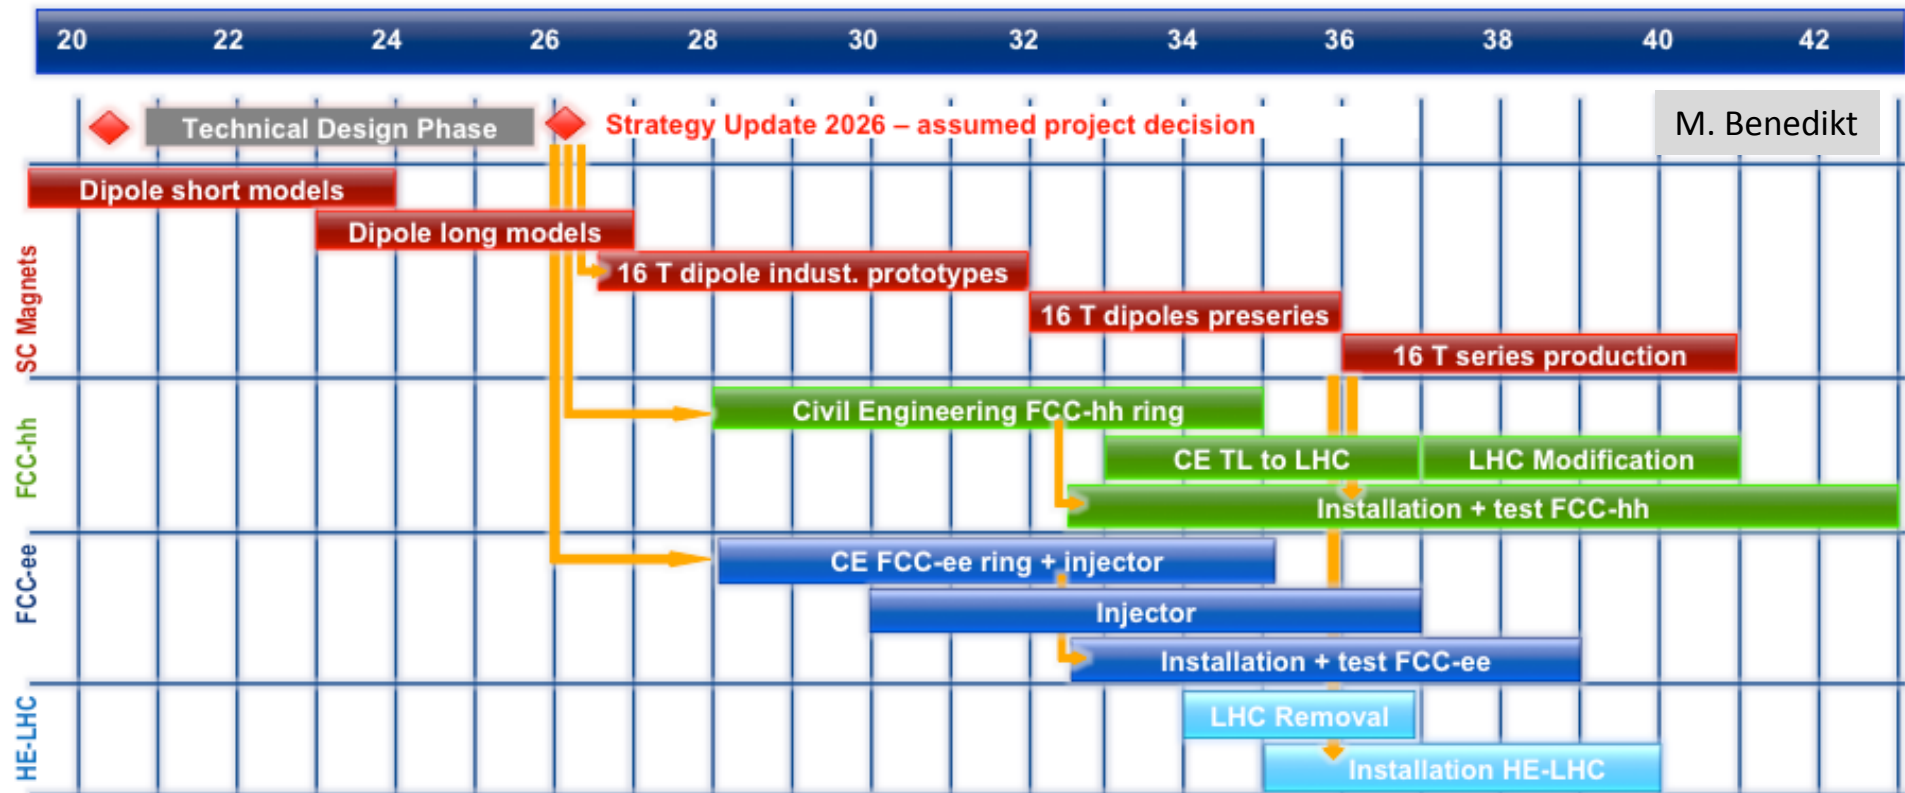 20 22 24 26 28 30 32 34 36 38 40 42
Technical Design Phase
Strategy Update 2026 – assumed project decision
M. Benedikt
SC Magnets
Dipole short models
Dipole long models
16 T dipole indust. prototypes
16 T dipoles preseries
16 T series production
FCC-hh
Civil Engineering FCC-hh ring
CE TL to LHC
LHC Modification
Installation + test FCC-hh
FCC-ee
CE FCC-ee ring + injector
Injector
Installation + test FCC-ee
HE-LHC
LHC Removal
Installation HE-LHC